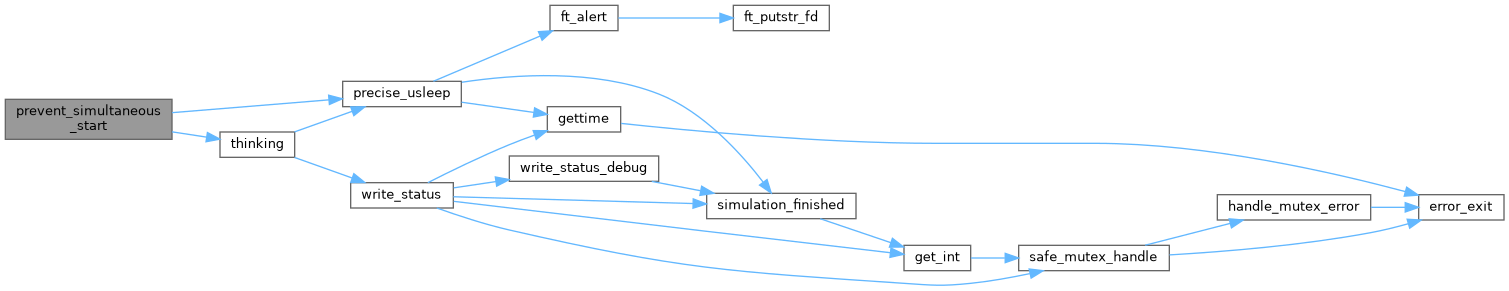 prevent_simultaneous
_start
thinking
precise_usleep
write_status
ft_alert
gettime
write_status_debug
ft_putstr_fd
simulation_finished
get_int
safe_mutex_handle
handle_mutex_error
error_exit